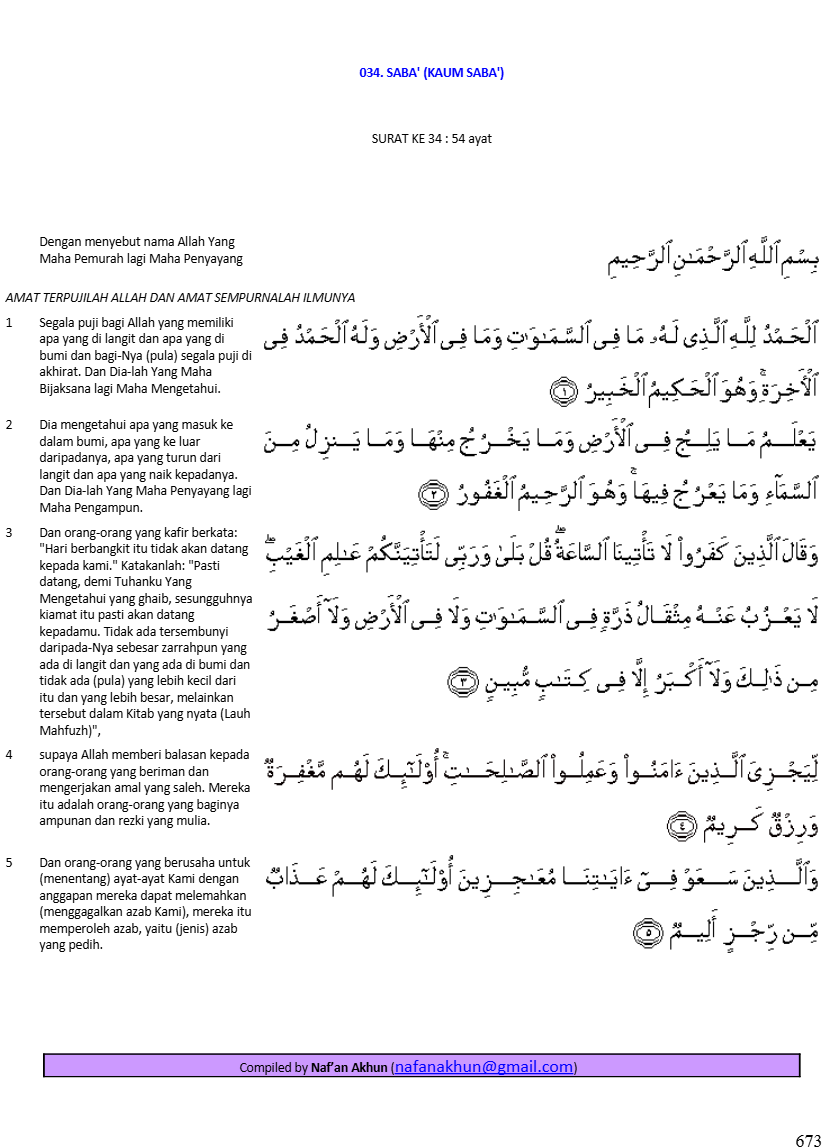 034. SABA' (KAUM SABA')
SURAT KE 34 : 54 ayat
Dengan menyebut nama Allah Yang
Maha Pemurah lagi Maha Penyayang
بِسْمِ ٱللَّهِ ٱلرَّحْمَـٰنِ ٱلرَّحِيمِ
AMAT TERPUJILAH ALLAH DAN AMAT SEMPURNALAH ILMUNYA
1 Segala puji bagi Allah yang memiliki
apa yang di langit dan apa yang di
bumi dan bagi-Nya (pula) segala puji di
akhirat. Dan Dia-lah Yang Maha
Bijaksana lagi Maha Mengetahui.
ٱلْحَمْدُ لِلَّهِ ٱلَّذِى لَهُۥ مَا فِى ٱلسَّمَـٰوَٰتِ وَمَا فِى ٱلْأَرْضِ وَلَهُ ٱلْحَمْدُ فِى
ٱلْأَخِرَةِ ۚ وَهُوَ ٱلْحَكِيمُ ٱلْخَبِيرُ ﴿١﴾
2 Dia mengetahui apa yang masuk ke
dalam bumi, apa yang ke luar
daripadanya, apa yang turun dari
langit dan apa yang naik kepadanya.
Dan Dia-lah Yang Maha Penyayang lagi
Maha Pengampun.
يَعْلَمُ مَا يَلِجُ فِى ٱلْأَرْضِ وَمَا يَخْرُجُ مِنْهَا وَمَا يَنزِلُ مِنَ
ٱلسَّمَآءِ وَمَا يَعْرُجُ فِيهَا ۚ وَهُوَ ٱلرَّحِيمُ ٱلْغَفُورُ ﴿٢﴾
3 Dan orang-orang yang kafir berkata:
"Hari berbangkit itu tidak akan datang
kepada kami." Katakanlah: "Pasti
datang, demi Tuhanku Yang
Mengetahui yang ghaib, sesungguhnya
kiamat itu pasti akan datang
kepadamu. Tidak ada tersembunyi
daripada-Nya sebesar zarrahpun yang
ada di langit dan yang ada di bumi dan
tidak ada (pula) yang lebih kecil dari
itu dan yang lebih besar, melainkan
tersebut dalam Kitab yang nyata (Lauh
Mahfuzh)",
وَقَالَ ٱلَّذِينَ كَفَرُوا۟ لَا تَأْتِينَا ٱلسَّاعَةُ ۖ قُلْ بَلَىٰ وَرَبِّى لَتَأْتِيَنَّكُمْ عَـٰلِمِ ٱلْغَيْبِ ۖ
لَا يَعْزُبُ عَنْهُ مِثْقَالُ ذَرَّةٍ فِى ٱلسَّمَـٰوَٰتِ وَلَا فِى ٱلْأَرْضِ وَلَآ أَصْغَرُ
مِن ذَٰلِكَ وَلَآ أَكْبَرُ إِلَّا فِى كِتَـٰبٍ مُّبِينٍ ﴿٣﴾
4 supaya Allah memberi balasan kepada
orang-orang yang beriman dan
mengerjakan amal yang saleh. Mereka
itu adalah orang-orang yang baginya
ampunan dan rezki yang mulia.
لِّيَجْزِىَ ٱلَّذِينَ ءَامَنُوا۟ وَعَمِلُوا۟ ٱلصَّـٰلِحَـٰتِ ۚ أُو۟لَـٰٓئِكَ لَهُم مَّغْفِرَةٌ
وَرِزْقٌ كَرِيمٌ ﴿٤﴾
5 Dan orang-orang yang berusaha untuk
(menentang) ayat-ayat Kami dengan
anggapan mereka dapat melemahkan
(menggagalkan azab Kami), mereka itu
memperoleh azab, yaitu (jenis) azab
yang pedih.
وَٱلَّذِينَ سَعَوْ فِىٓ ءَايَـٰتِنَا مُعَـٰجِزِينَ أُو۟لَـٰٓئِكَ لَهُمْ عَذَابٌ
مِّن رِّجْزٍ أَلِيمٌ ﴿٥﴾
Compiled by Naf’an Akhun (nafanakhun@gmail.com)
673